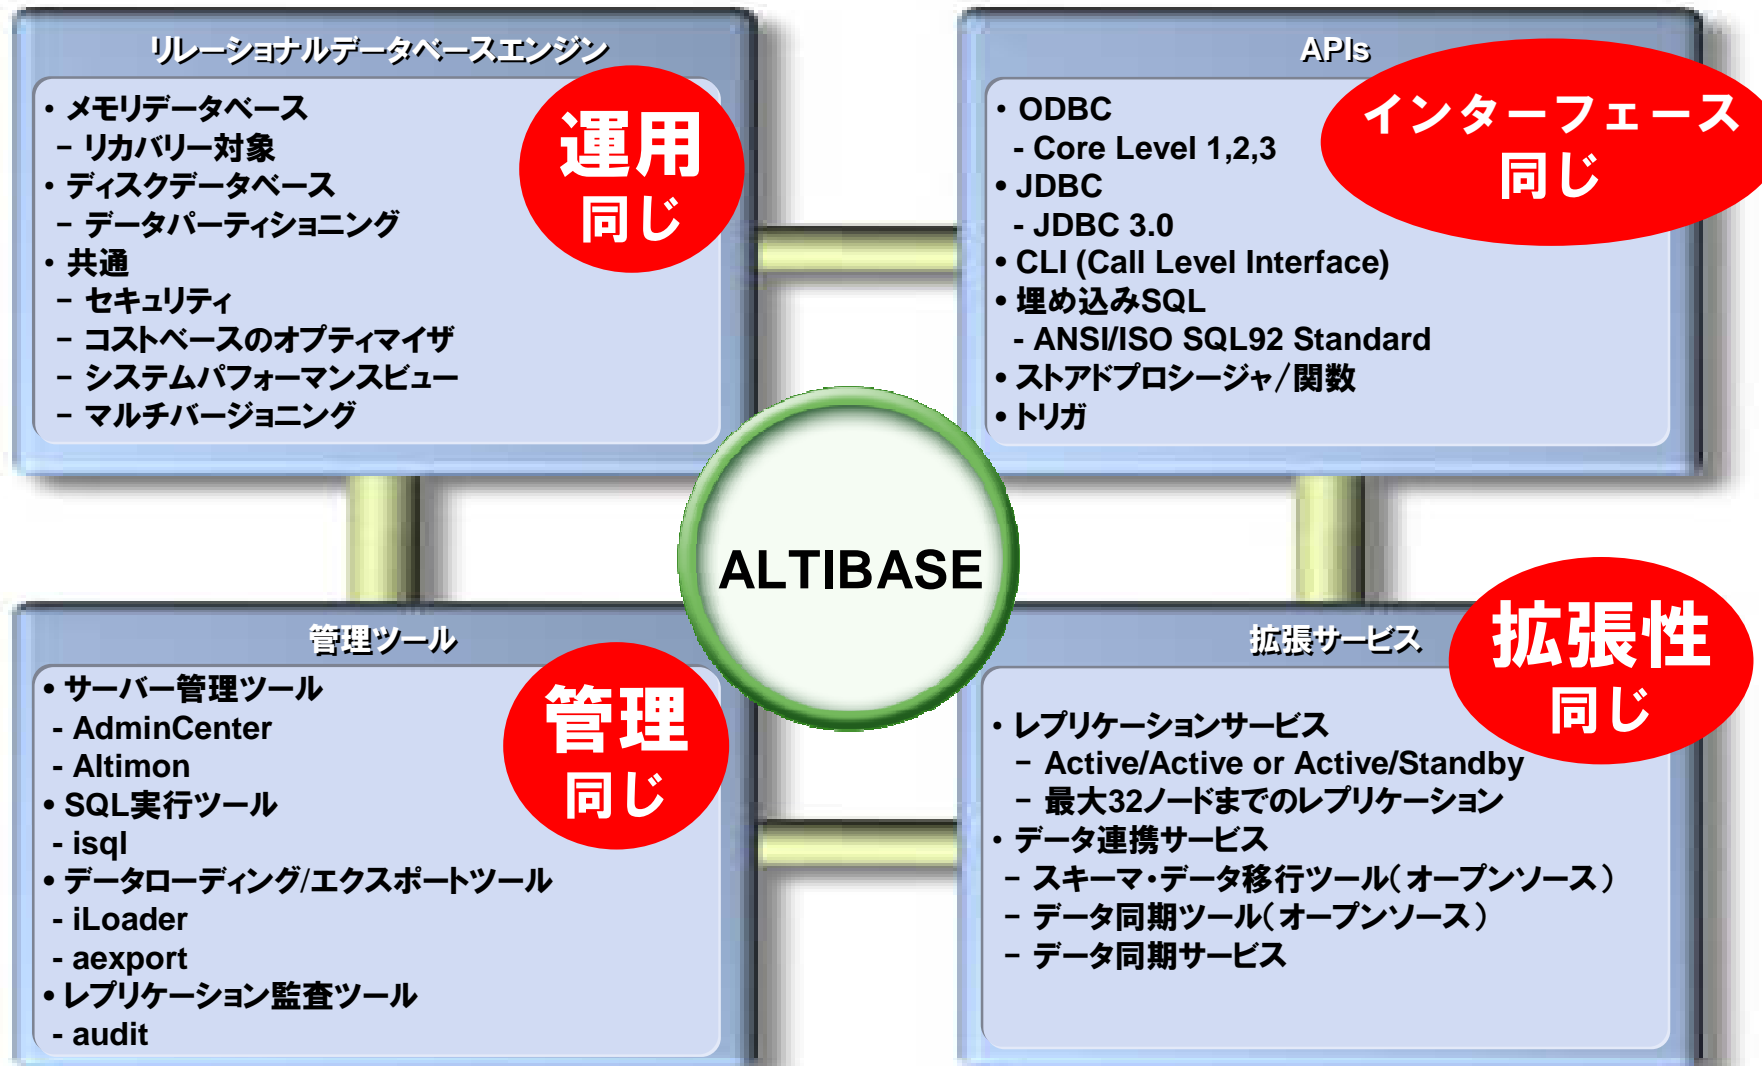 リレーショナルデータベースエンジン
・ メモリデータベース
− リカバリー対象
・ ディスクデータベース
− データパーティショニング
・ 共通
− セキュリティ
− コストベースのオプティマイザ
− システムパフォーマンスビュー
− マルチバージョニング
運用
同じ
APIs
・ ODBC
- Core Level 1,2,3
• JDBC
- JDBC 3.0
• CLI (Call Level Interface)
• 埋め込みSQL
- ANSI/ISO SQL92 Standard
• ストアドプロシージャ/関数
• トリガ
インターフェース
同じ
ALTIBASE
管理ツール
• サーバー管理ツール
- AdminCenter
- Altimon
• SQL実行ツール
- isql
• データローディング/エクスポートツール
- iLoader
- aexport
• レプリケーション監査ツール
- audit
管理
同じ
拡張サービス
・ レプリケーションサービス
− Active/Active or Active/Standby
− 最大32ノードまでのレプリケーション
・ データ連携サービス
− スキーマ・データ移行ツール(オープンソース)
− データ同期ツール(オープンソース)
− データ同期サービス
拡張性
同じ